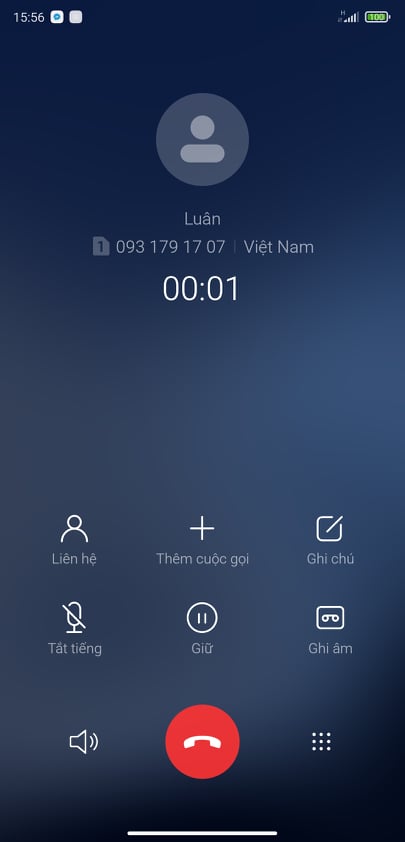 15:56 H 100
Luân
1 093 179 17 07 | Việt Nam
00:01
Liên hệ Thêm cuộc gọi Ghi chú
Tắt tiếng Giữ Ghi âm